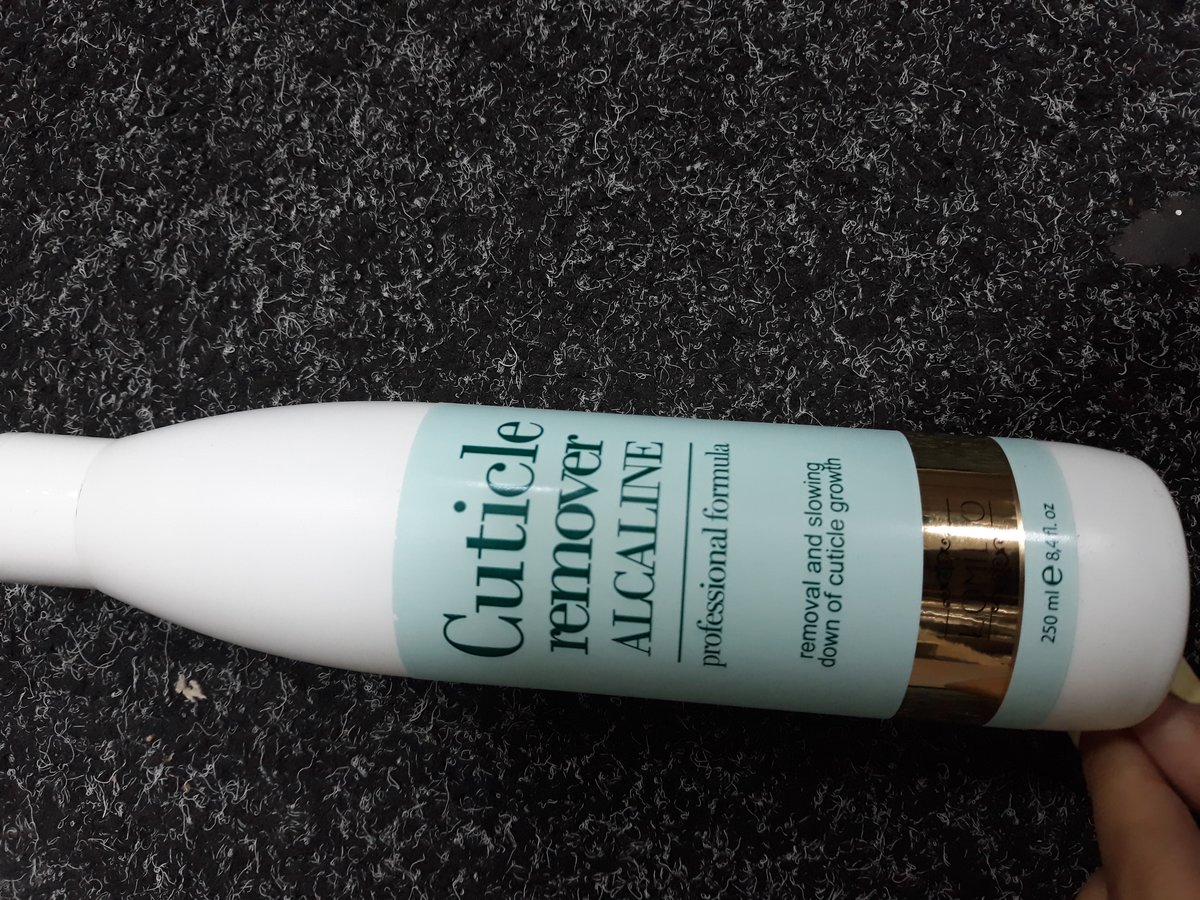 Cuticle
remover
ALCALINE
professional formula
removal and slowing
down of cuticle growth
250 ml e 8,4 fl. oz